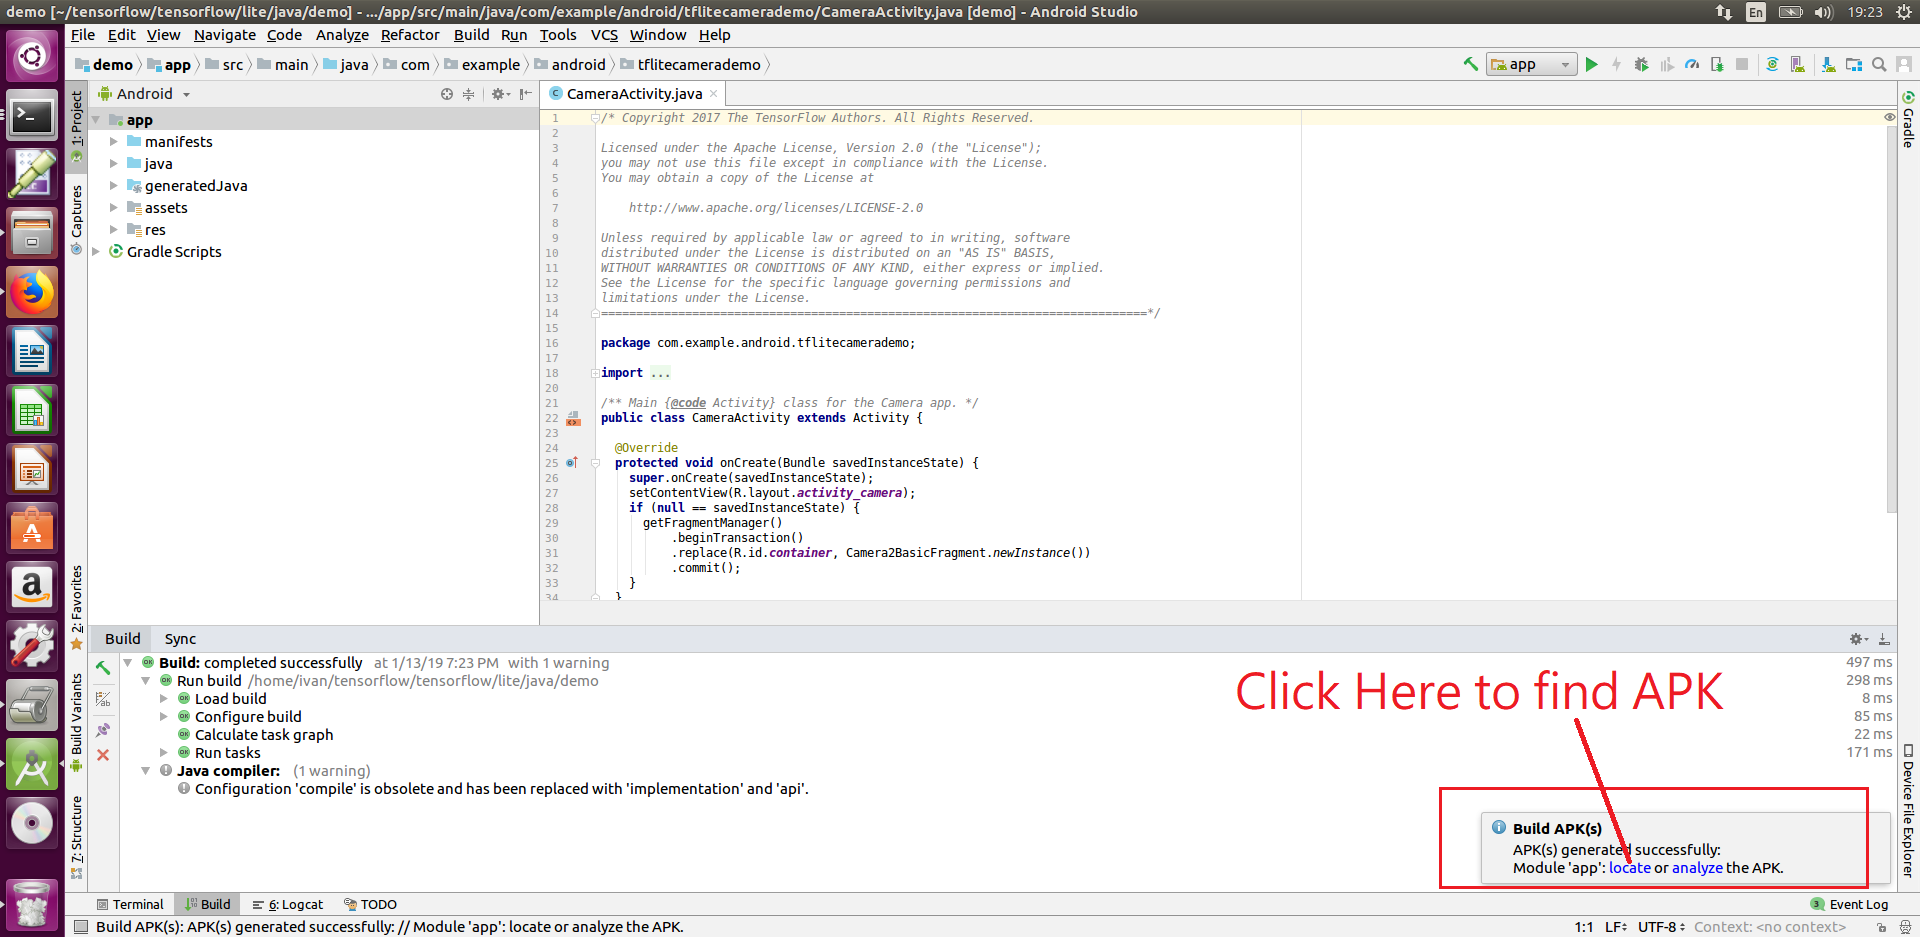 demo [~/tensorflow/tensorflow/lite/java/demo] - .../app/src/main/java/com/example/android/tflitecamerademo/CameraActivity.java [demo] - Android Studio
En
19:23
File Edit View Navigate Code Analyze Refactor Build Run Tools VCS Window Help
demo app src main java com example android tflitecamerademo
app
Android
CameraActivity.java
1: Project
Captures
2: Favorites
Build Variants
7: Structure
Gradle
Device File Explorer
app
manifests
java
generatedJava
assets
res
Gradle Scripts
1 /* Copyright 2017 The TensorFlow Authors. All Rights Reserved.
2
3 Licensed under the Apache License, Version 2.0 (the "License");
4 you may not use this file except in compliance with the License.
5 You may obtain a copy of the License at
6
7 http://www.apache.org/licenses/LICENSE-2.0
8
9 Unless required by applicable law or agreed to in writing, software
10 distributed under the License is distributed on an "AS IS" BASIS,
11 WITHOUT WARRANTIES OR CONDITIONS OF ANY KIND, either express or implied.
12 See the License for the specific language governing permissions and
13 limitations under the License.
14 ==============================================================================*/
15
16 package com.example.android.tflitecamerademo;
17
18 import ...
20
21 /** Main {@code Activity} class for the Camera app. */
22 public class CameraActivity extends Activity {
23
24 @Override
25 protected void onCreate(Bundle savedInstanceState) {
26 super.onCreate(savedInstanceState);
27 setContentView(R.layout.activity_camera);
28 if (null == savedInstanceState) {
29 getFragmentManager()
30 .beginTransaction()
31 .replace(R.id.container, Camera2BasicFragment.newInstance())
32 .commit();
33 }
34 }
Build Sync
Build: completed successfully at 1/13/19 7:23 PM with 1 warning 497 ms
Run build /home/ivan/tensorflow/tensorflow/lite/java/demo 298 ms
Load build 8 ms
Configure build 85 ms
Calculate task graph 22 ms
Run tasks 171 ms
Java compiler: (1 warning)
Configuration 'compile' is obsolete and has been replaced with 'implementation' and 'api'.
Click Here to find APK
Build APK(s)
APK(s) generated successfully:
Module 'app': locate or analyze the APK.
Terminal Build 6: Logcat TODO
3 Event Log
Build APK(s): APK(s) generated successfully: // Module 'app': locate or analyze the APK.
1:1 LF UTF-8 Context: <no context>